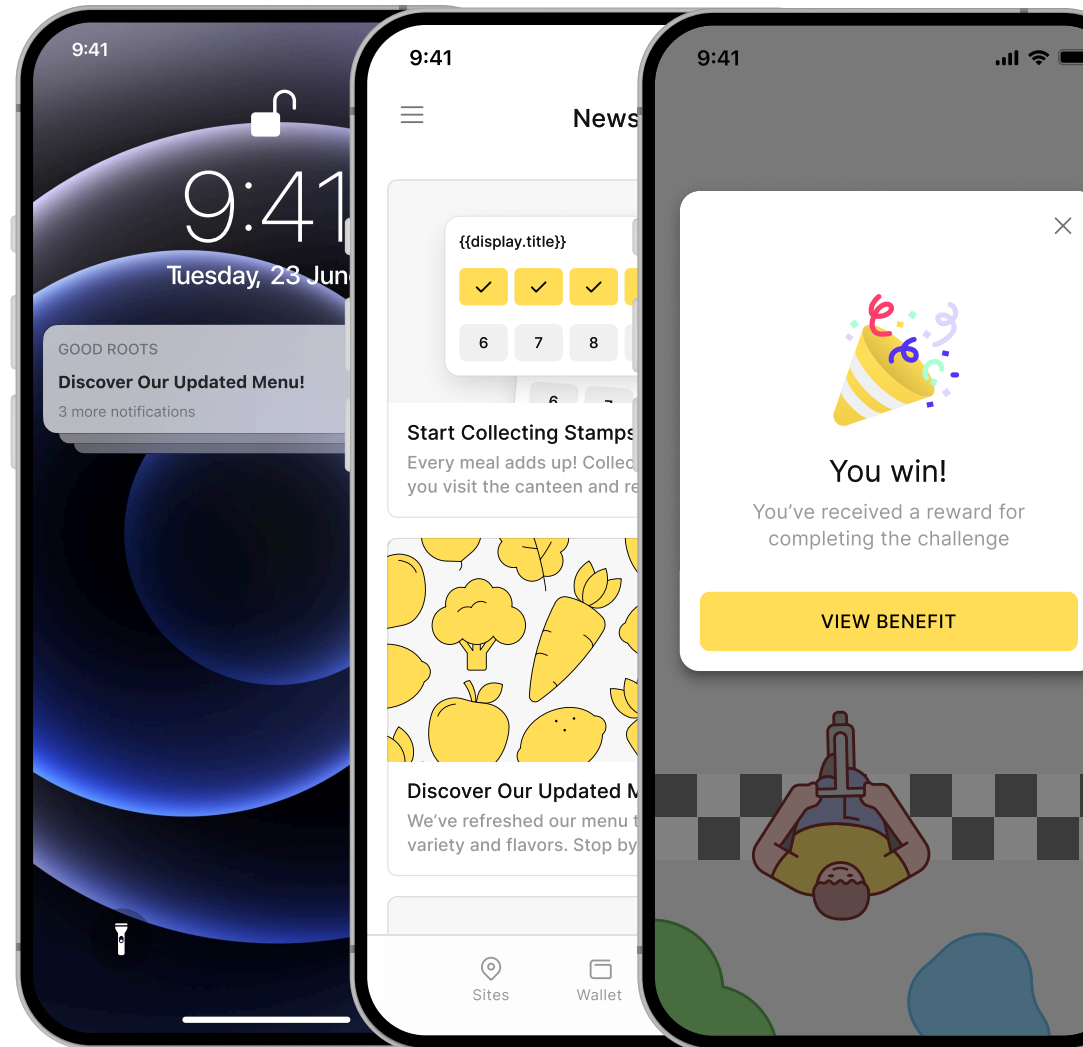 9:41
9:41
Tuesday, 23 June
GOOD ROOTS
Discover Our Updated Menu!
3 more notifications
9:41
News
{{display.title}}
6 7 8
6 7
Start Collecting Stamps
Every meal adds up! Collec
you visit the canteen and re
Discover Our Updated M
We’ve refreshed our menu t
variety and flavors. Stop by
Sites Wallet
9:41
You win!
You’ve received a reward for
completing the challenge
VIEW BENEFIT